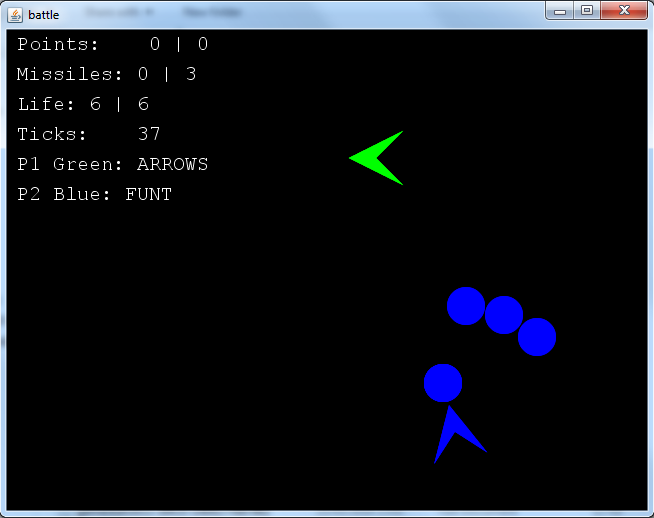 battle
Points:    0 | 0
Missiles: 0 | 3
Life: 6 | 6
Ticks:    37
P1 Green: ARROWS
P2 Blue: FUNT